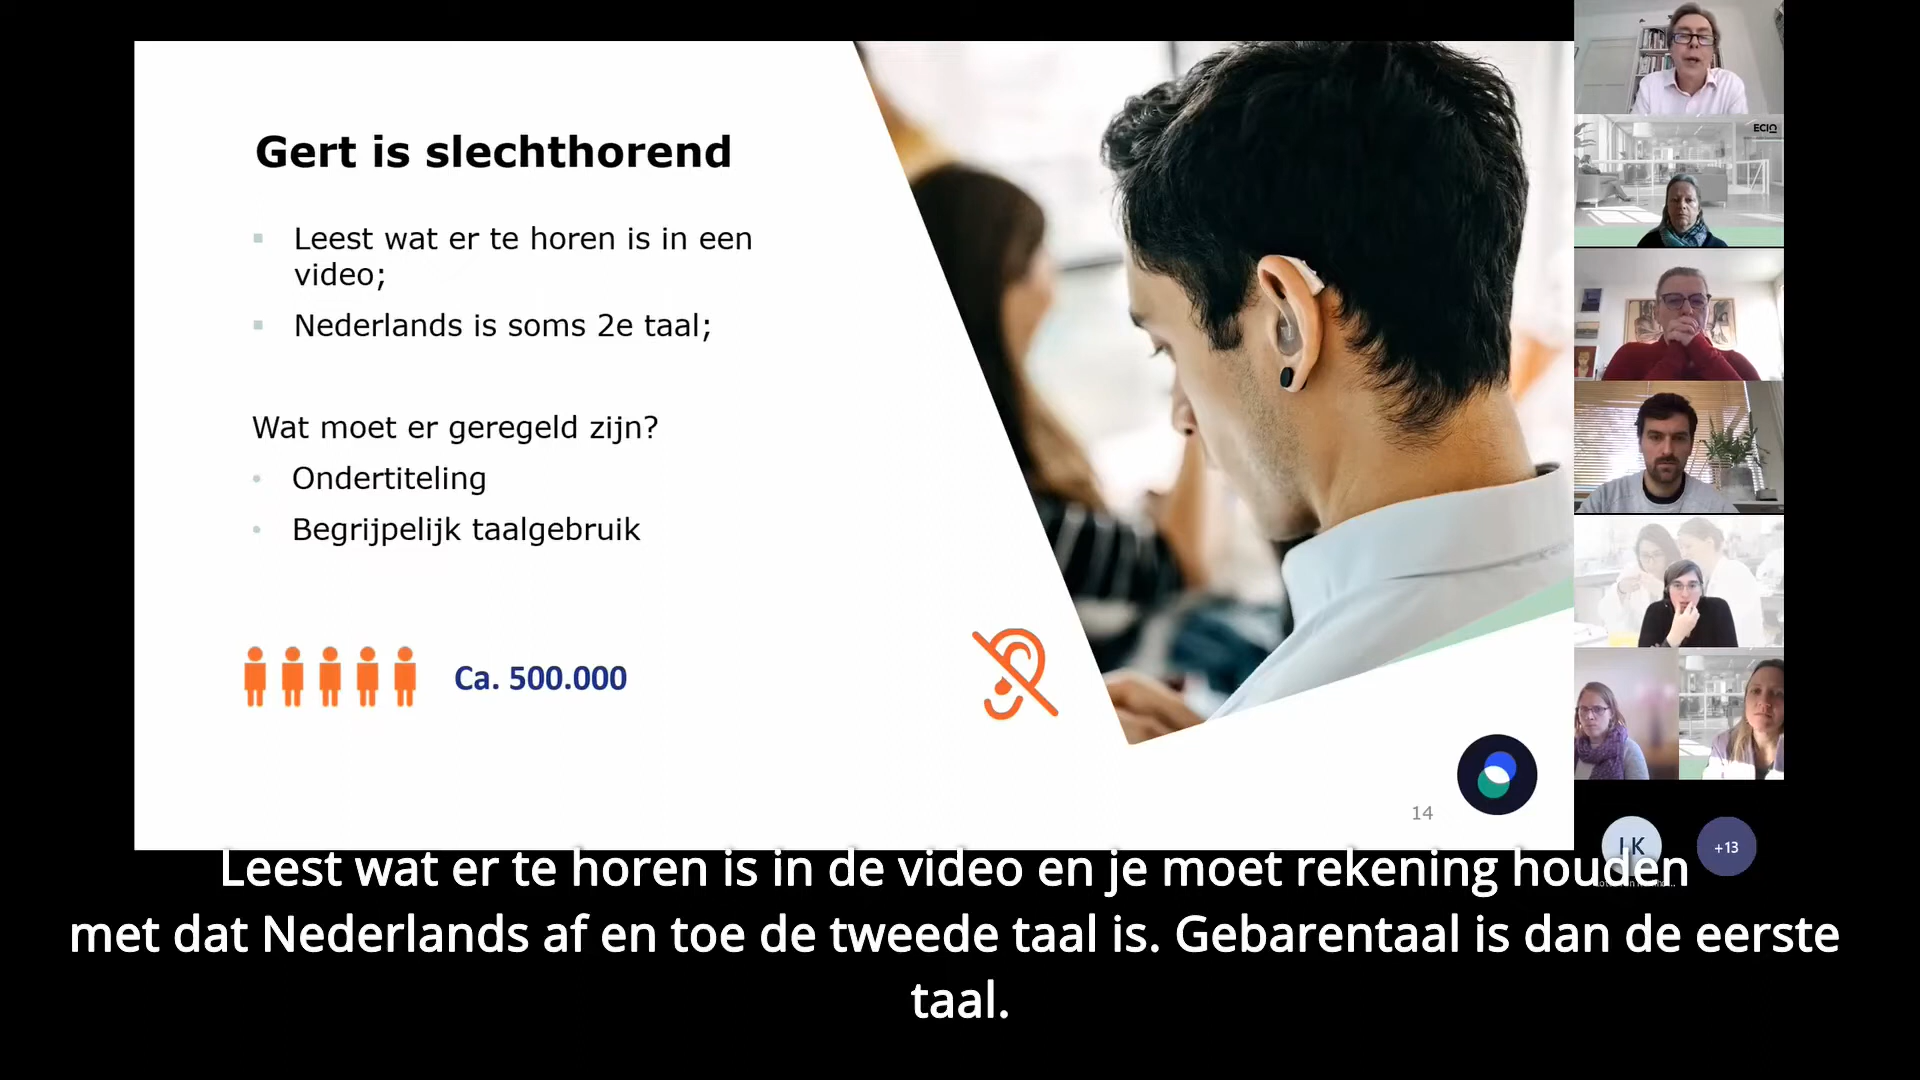 Gert is slechthorend
Leest wat er te horen is in een
video;
Nederlands is soms 2e taal;
Wat moet er geregeld zijn?
Ondertiteling
Begrijpelijk taalgebruik
Ca. 500.000
14
ECIO
+13
Leest wat er te horen is in de video en je moet rekening houden
met dat Nederlands af en toe de tweede taal is. Gebarentaal is dan de eerste
taal.